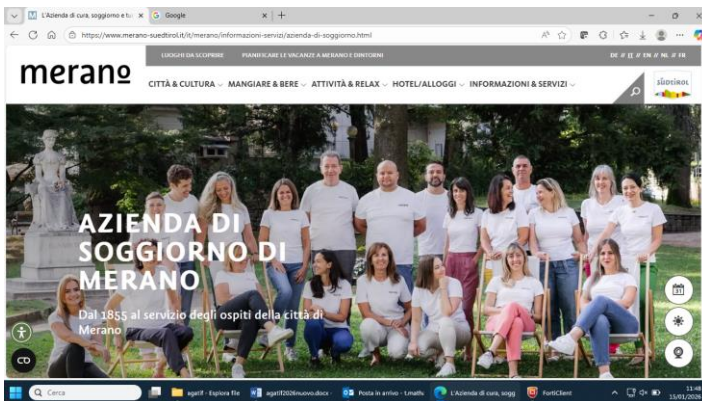 L'Azienda di cura, soggiorno e tu
Google
https://www.merano-suedtirol.it/it/merano/informazioni-servizi/azienda-di-soggiorno.html
LUOGHI DA SCOPRIRE PIANIFICARE LE VACANZE A MERANO E DINTORNI
DE // IT // EN // NL // FR
merano
SÜDTIROL
CITTÀ & CULTURA MANGIARE & BERE ATTIVITÀ & RELAX HOTEL/ALLOGGI INFORMAZIONI & SERVIZI
AZIENDA DI
SOGGIORNO DI
MERANO
Dal 1855 al servizio degli ospiti della città di
Merano
31
Cerca
agatif - Esplora file
agatif2026nuovo.docx -
Posta in arrivo - t.maths
L'Azienda di cura, sogg
FortiClient
11:48
15/01/2026